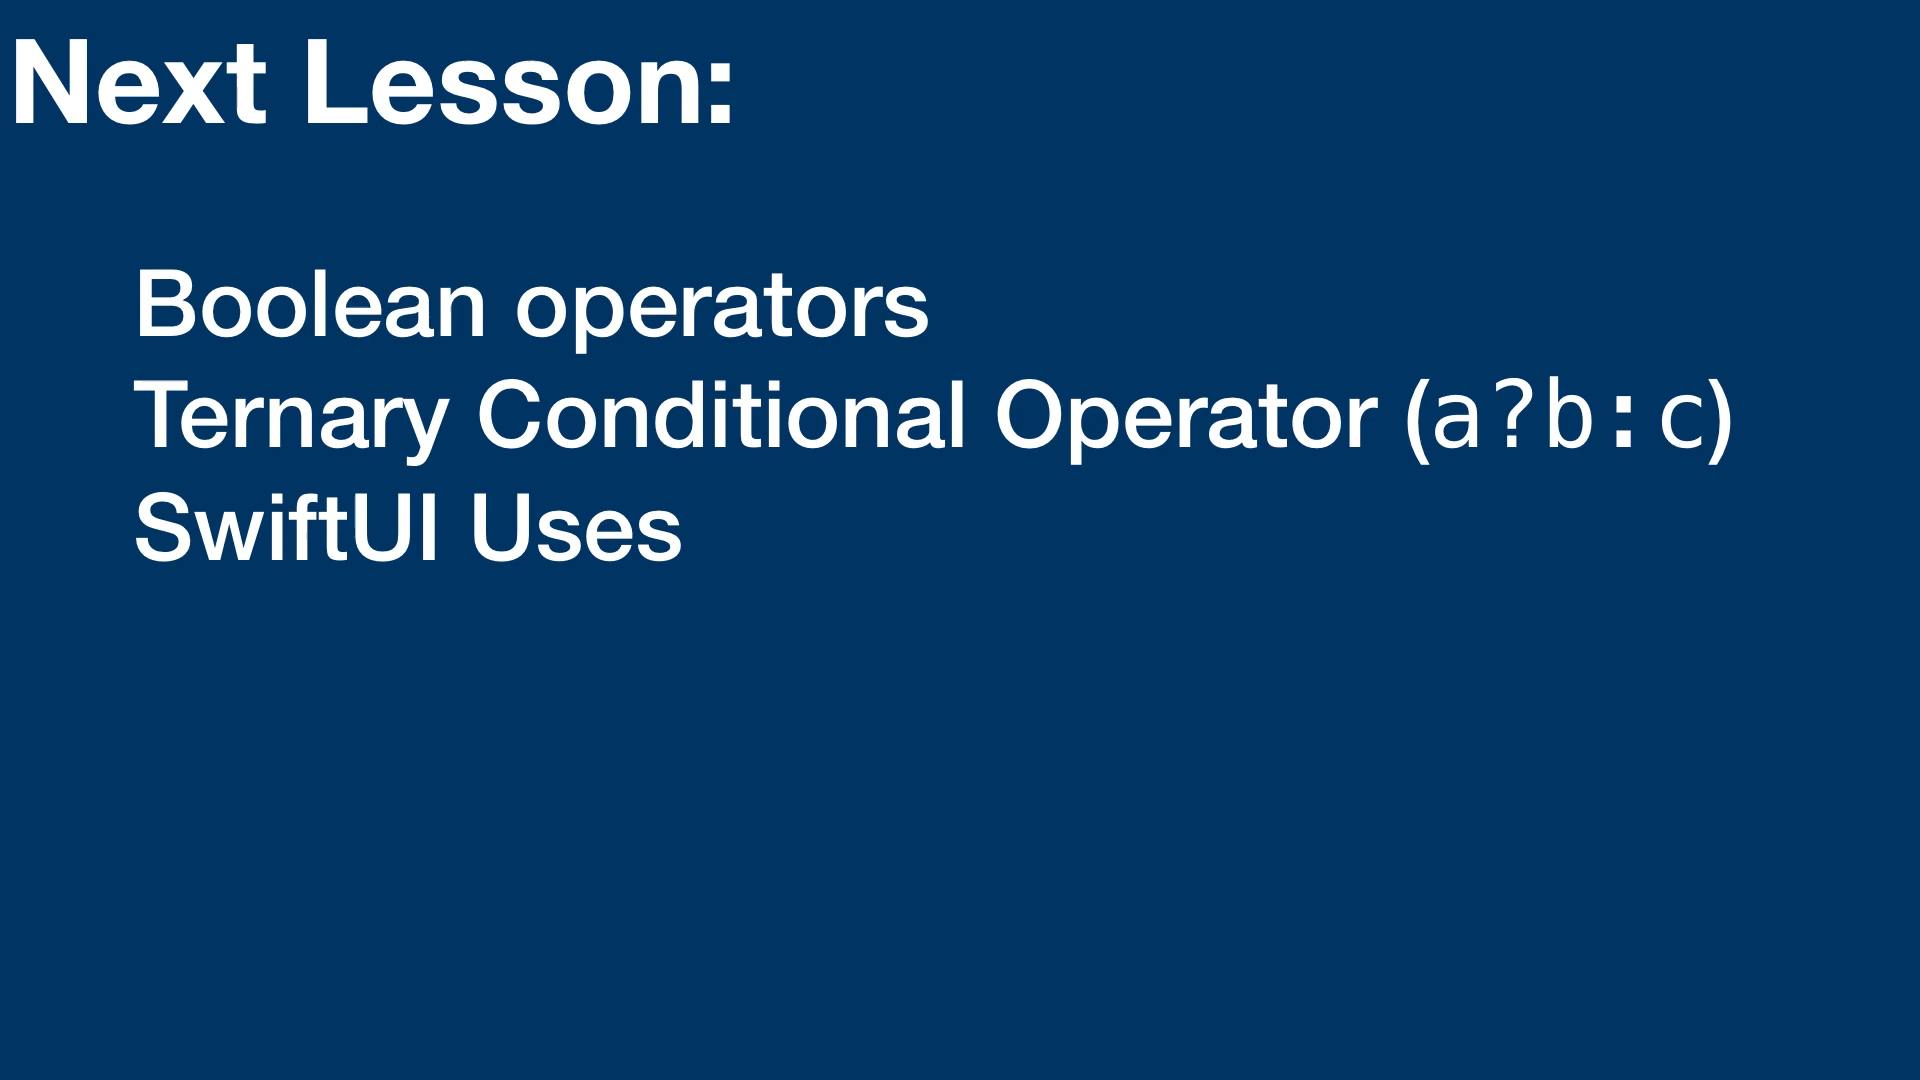 Next Lesson:
Boolean operators
Ternary Conditional Operator (a?b:c)
SwiftUI Uses